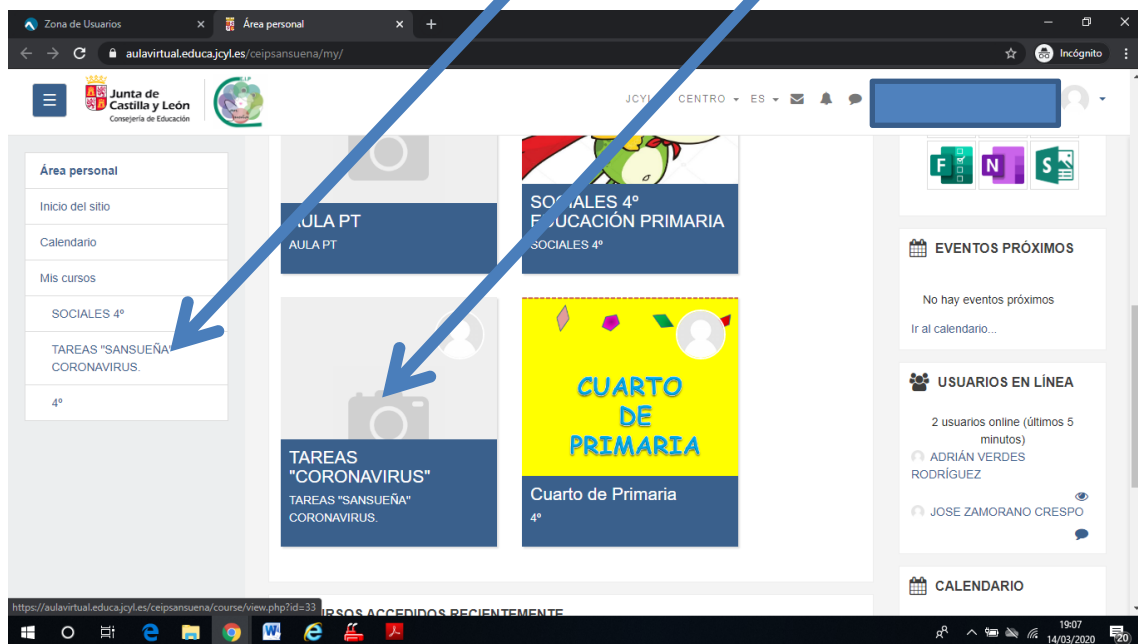 Zona de Usuarios
Área personal
aulavirtual.educa.jcyl.es/ceipsansuena/my/
Incógnito
Junta de
Castilla y León
Consejería de Educación
CENTRO
ES
Área personal
Inicio del sitio
Calendario
Mis cursos
SOCIALES 4º
TAREAS "SANSUEÑA"
CORONAVIRUS.
4º
AULA PT
AULA PT
SOCIALES 4º
EDUCACIÓN PRIMARIA
SOCIALES 4º
TAREAS
"CORONAVIRUS"
TAREAS "SANSUEÑA"
CORONAVIRUS.
CUARTO
DE
PRIMARIA
Cuarto de Primaria
4º
F
N
S
EVENTOS PRÓXIMOS
No hay eventos próximos
Ir al calendario...
USUARIOS EN LÍNEA
2 usuarios online (últimos 5
minutos)
ADRIÁN VERDES
RODRÍGUEZ
JOSE ZAMORANO CRESPO
CALENDARIO
https://aulavirtual.educa.jcyl.es/ceipsansuena/course/view.php?id=33
ACCEDIDOS RECIENTEMENTE
19:07
14/03/2020
20